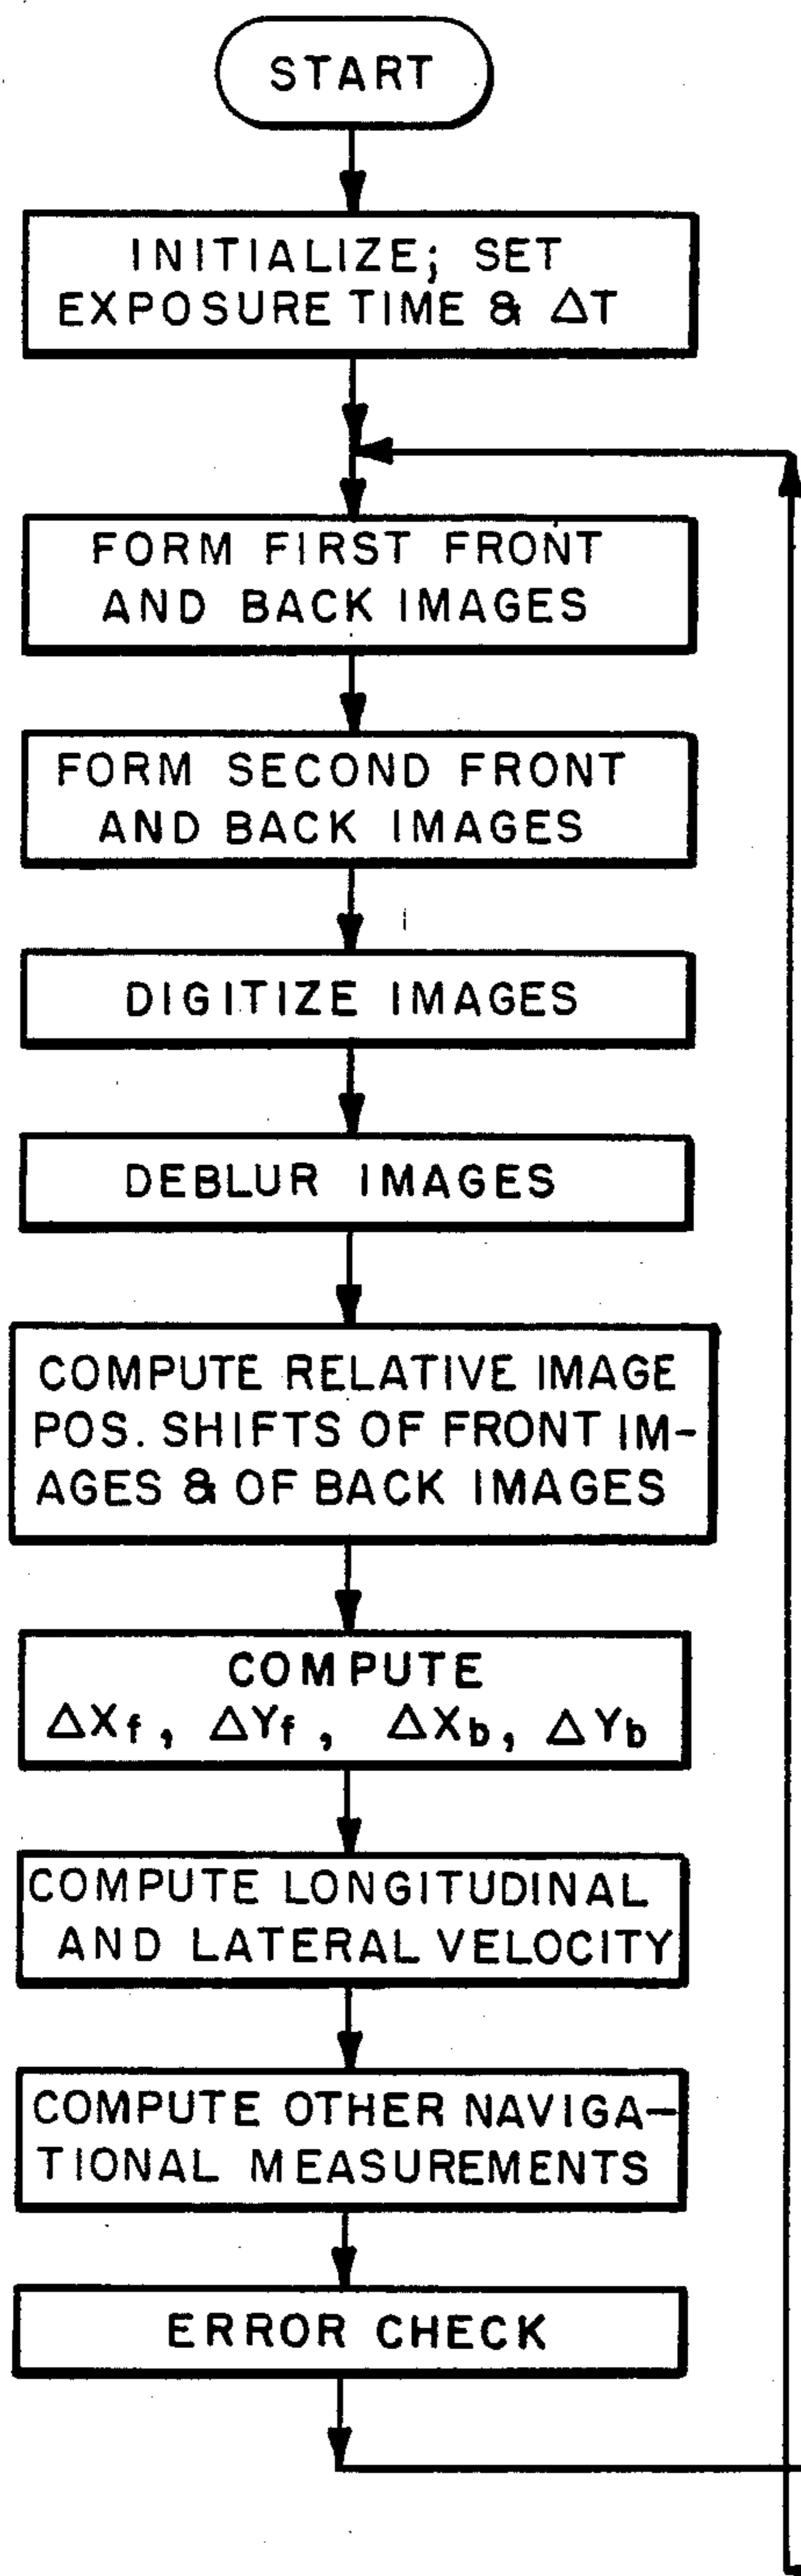 START
INITIALIZE; SET
EXPOSURE TIME & ΔT
FORM FIRST FRONT
AND BACK IMAGES
FORM SECOND FRONT
AND BACK IMAGES
DIGITIZE IMAGES
DEBLUR IMAGES
COMPUTE RELATIVE IMAGE
POS. SHIFTS OF FRONT IM-
AGES & OF BACK IMAGES
COMPUTE
ΔXf, ΔYf, ΔXb, ΔYb
COMPUTE LONGITUDINAL
AND LATERAL VELOCITY
COMPUTE OTHER NAVIGA-
TIONAL MEASUREMENTS
ERROR CHECK